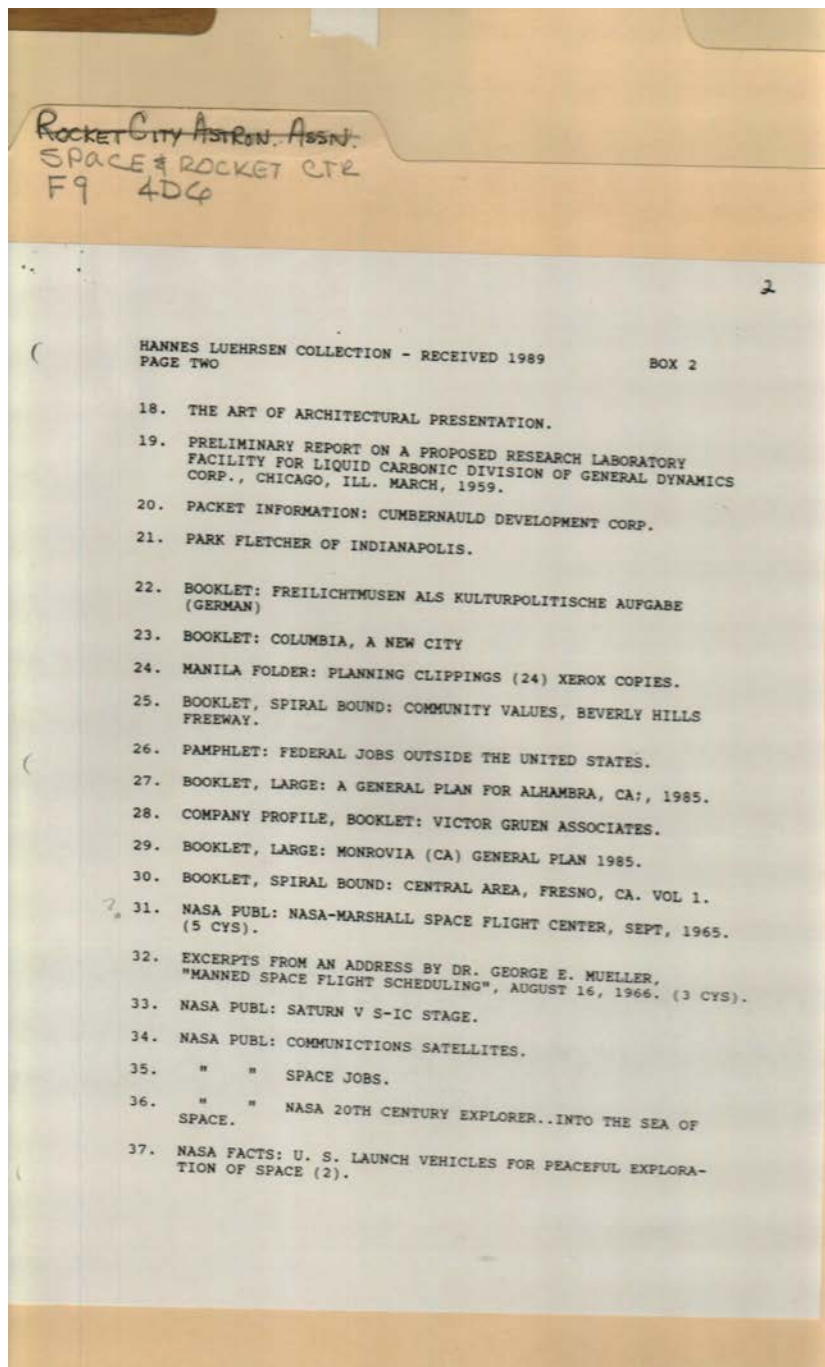 ROCKET CITY ASTRON. ASSN.
SPACE & ROCKET CTR
F9 4D6
2
HANNES LUEHRSEN COLLECTION - RECEIVED 1989 BOX 2
PAGE TWO
18. THE ART OF ARCHITECTURAL PRESENTATION.
19. PRELIMINARY REPORT ON A PROPOSED RESEARCH LABORATORY
FACILITY FOR LIQUID CARBONIC DIVISION OF GENERAL DYNAMICS
CORP., CHICAGO, ILL. MARCH, 1959.
20. PACKET INFORMATION: CUMBERNAULD DEVELOPMENT CORP.
21. PARK FLETCHER OF INDIANAPOLIS.
22. BOOKLET: FREILICHTMUSEN ALS KULTURPOLITISCHE AUFGABE
(GERMAN)
23. BOOKLET: COLUMBIA, A NEW CITY
24. MANILA FOLDER: PLANNING CLIPPINGS (24) XEROX COPIES.
25. BOOKLET, SPIRAL BOUND: COMMUNITY VALUES, BEVERLY HILLS
FREEWAY.
26. PAMPHLET: FEDERAL JOBS OUTSIDE THE UNITED STATES.
27. BOOKLET, LARGE: A GENERAL PLAN FOR ALHAMBRA, CA;, 1985.
28. COMPANY PROFILE, BOOKLET: VICTOR GRUEN ASSOCIATES.
29. BOOKLET, LARGE: MONROVIA (CA) GENERAL PLAN 1985.
30. BOOKLET, SPIRAL BOUND: CENTRAL AREA, FRESNO, CA. VOL 1.
? 31. NASA PUBL: NASA-MARSHALL SPACE FLIGHT CENTER, SEPT, 1965.
(5 CYS).
32. EXCERPTS FROM AN ADDRESS BY DR. GEORGE E. MUELLER,
"MANNED SPACE FLIGHT SCHEDULING", AUGUST 16, 1966. (3 CYS).
33. NASA PUBL: SATURN V S-IC STAGE.
34. NASA PUBL: COMMUNICTIONS SATELLITES.
35. " " SPACE JOBS.
36. " " NASA 20TH CENTURY EXPLORER..INTO THE SEA OF
SPACE.
37. NASA FACTS: U. S. LAUNCH VEHICLES FOR PEACEFUL EXPLORA-
TION OF SPACE (2).